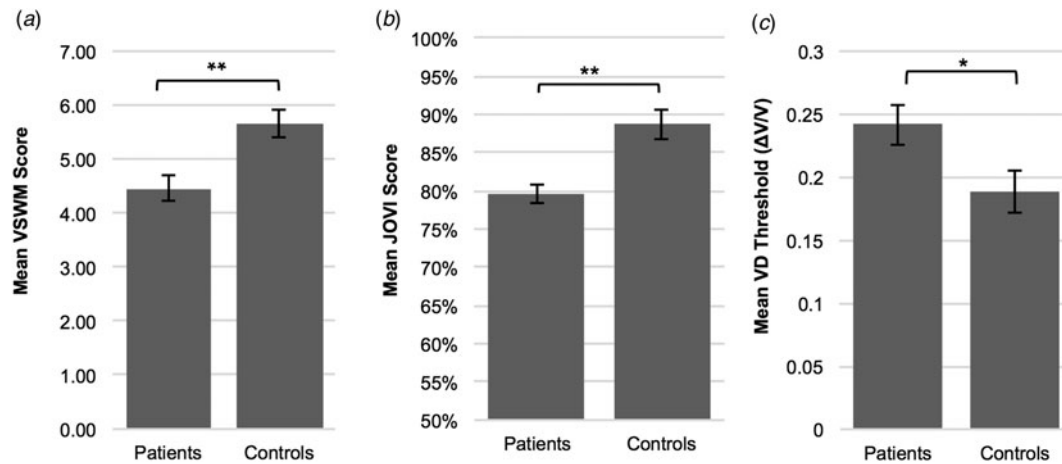 (a)
Mean VSWM Score
7.00
6.00
5.00
4.00
3.00
2.00
1.00
0.00
**
Patients
Controls
(b)
Mean JOVI Score
100%
95%
90%
85%
80%
75%
70%
65%
60%
55%
50%
**
Patients
Controls
(c)
Mean VD Threshold (ΔV/V)
0.3
0.25
0.2
0.15
0.1
0.05
0
*
Patients
Controls